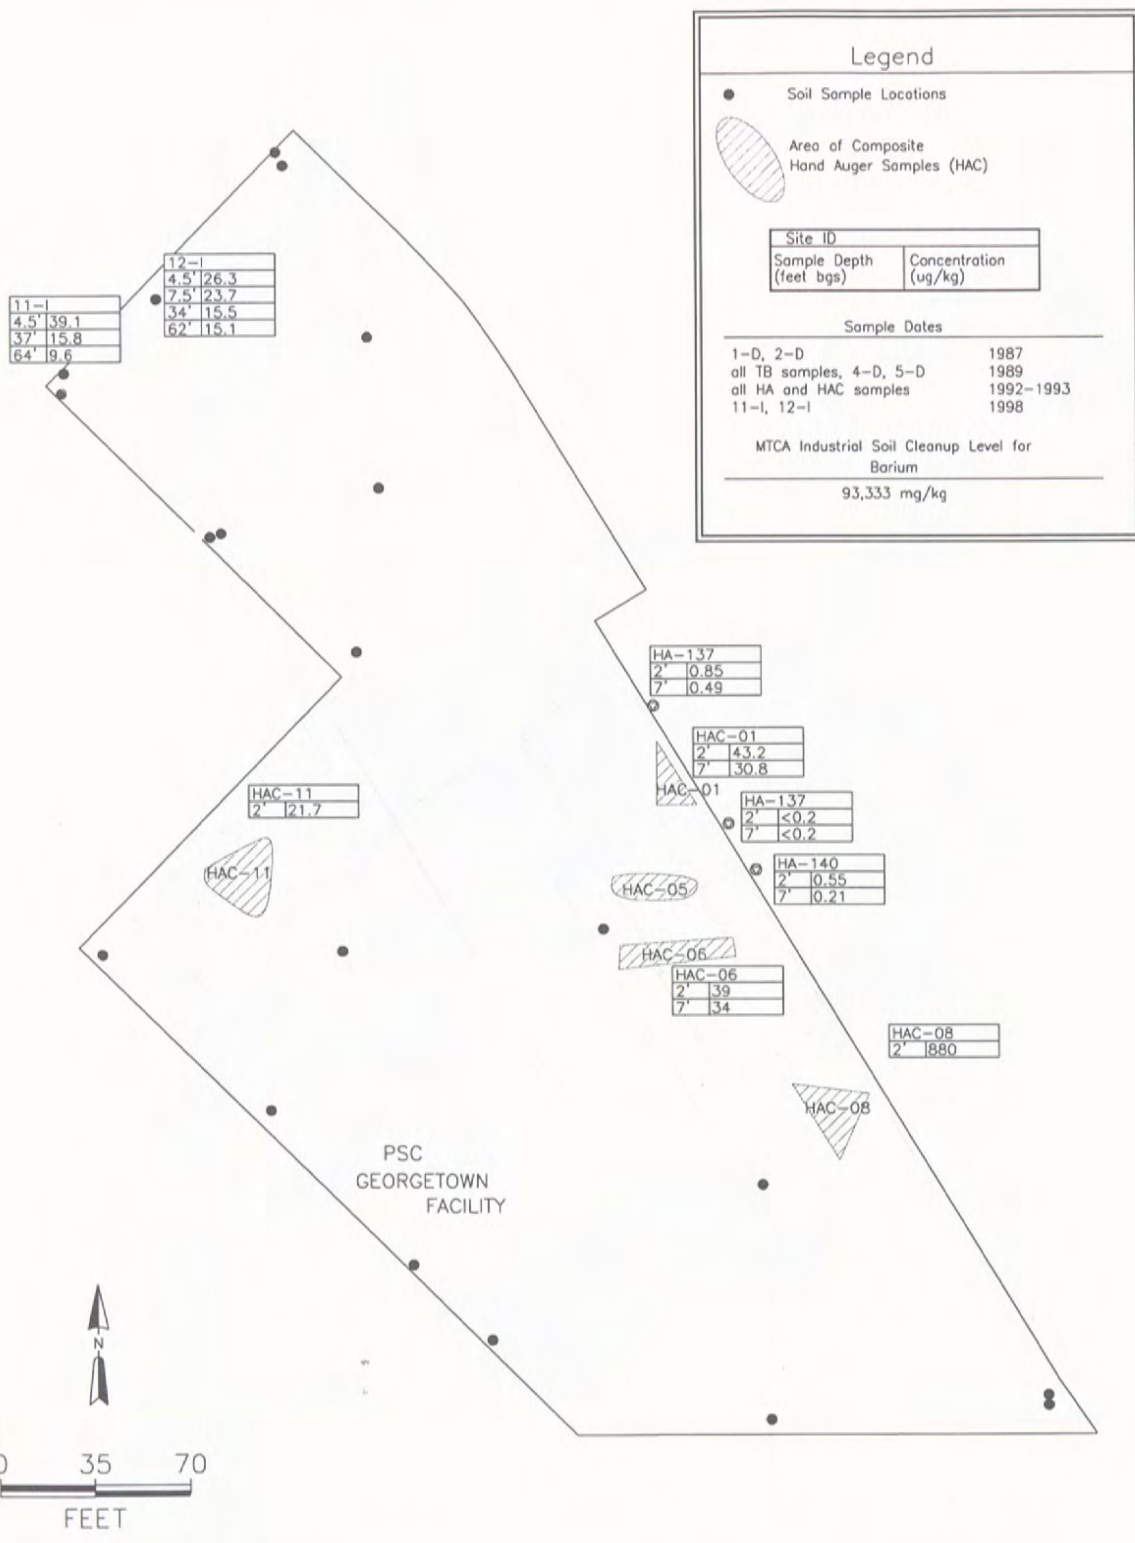 Legend
Soil Sample Locations
Area of Composite
Hand Auger Samples (HAC)
Site ID
Sample Depth (feet bgs) Concentration (ug/kg)
Sample Dates
1-D, 2-D 1987
all TB samples, 4-D, 5-D 1989
all HA and HAC samples 1992-1993
11-I, 12-I 1998
MTCA Industrial Soil Cleanup Level for
Barium
93,333 mg/kg
12-I
4.5' 26.3
7.5' 23.7
34' 15.5
62' 15.1
11-I
4.5' 39.1
37' 15.8
64' 9.6
HA-137
2' 0.85
7' 0.49
HAC-01
2' 43.2
7' 30.8
HAC-01
HAC-11
2' 21.7
HAC-11
HA-137
2' <0.2
7' <0.2
HA-140
2' 0.55
7' 0.21
HAC-05
HAC-06
HAC-06
2' 39
7' 34
HAC-08
2' 880
HAC-08
PSC
GEORGETOWN
FACILITY
N
0 35 70
FEET